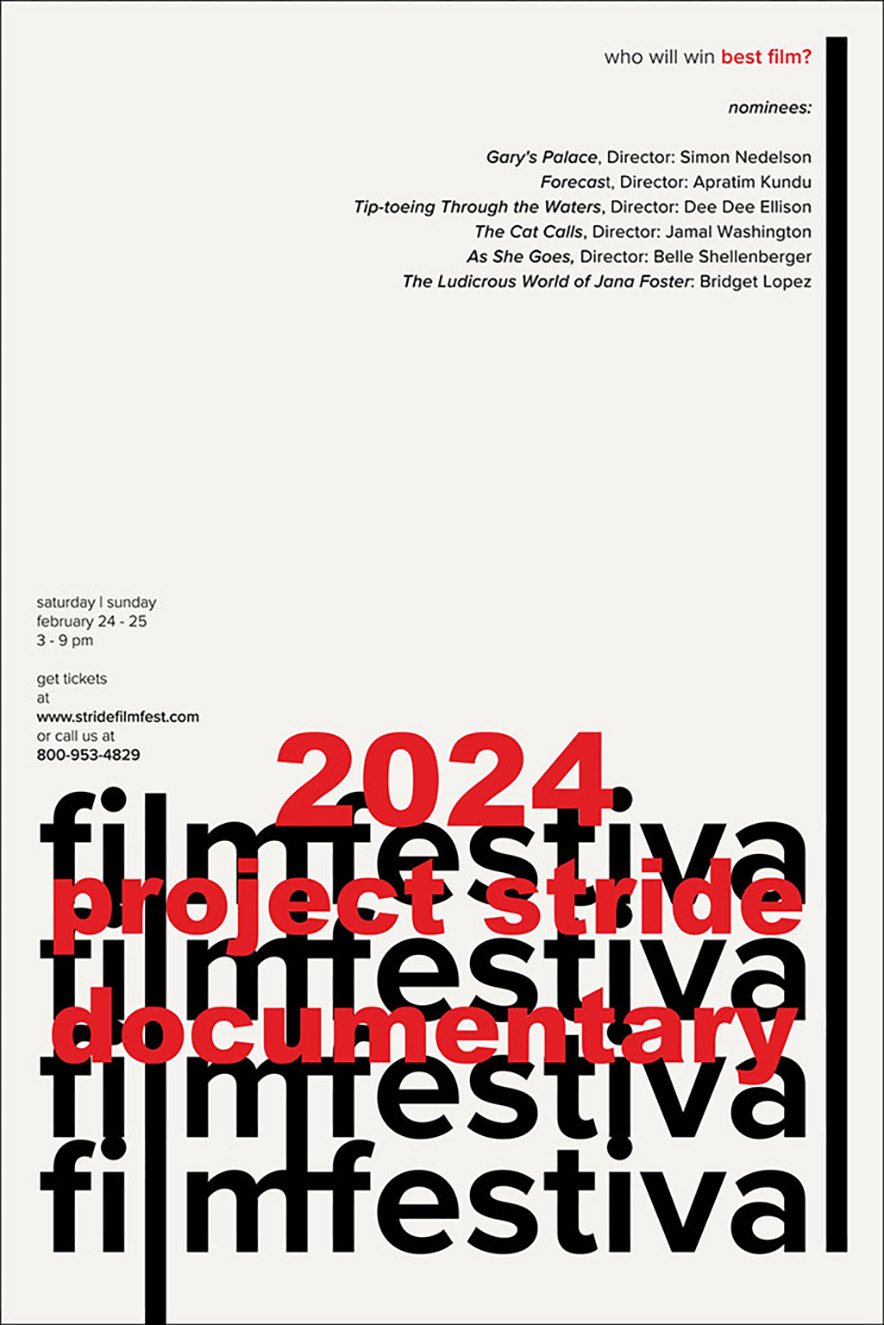 who will win best film?
nominees:
Gary's Palace, Director: Simon Nedelson
Forecast, Director: Apratim Kundu
Tip-toeing Through the Waters, Director: Dee Dee Ellison
The Cat Calls, Director: Jamal Washington
As She Goes, Director: Belle Shellenberger
The Ludicrous World of Jana Foster: Bridget Lopez
saturday | sunday
february 24 - 25
3 - 9 pm
get tickets
at
www.stridefilmfest.com
or call us at
800-953-4829
2024
filmfestival
project stride
filmfestival
documentary
filmfestival
filmfestival